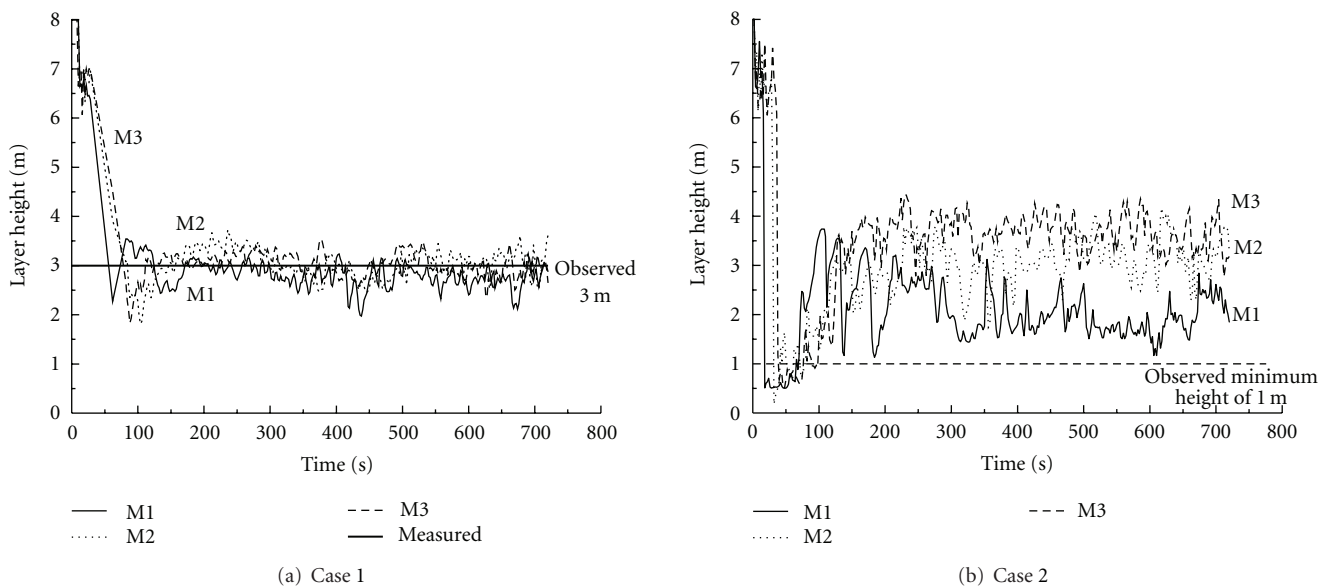 8
7
6
5
4
3
2
1
0
Layer height (m)
M3
M2
M1
Observed
3 m
0 100 200 300 400 500 600 700 800
Time (s)
M1
M2
M3
Measured
(a) Case 1
8
7
6
5
4
3
2
1
0
Layer height (m)
M3
M2
M1
Observed minimum
height of 1 m
0 100 200 300 400 500 600 700 800
Time (s)
M1
M2
M3
(b) Case 2